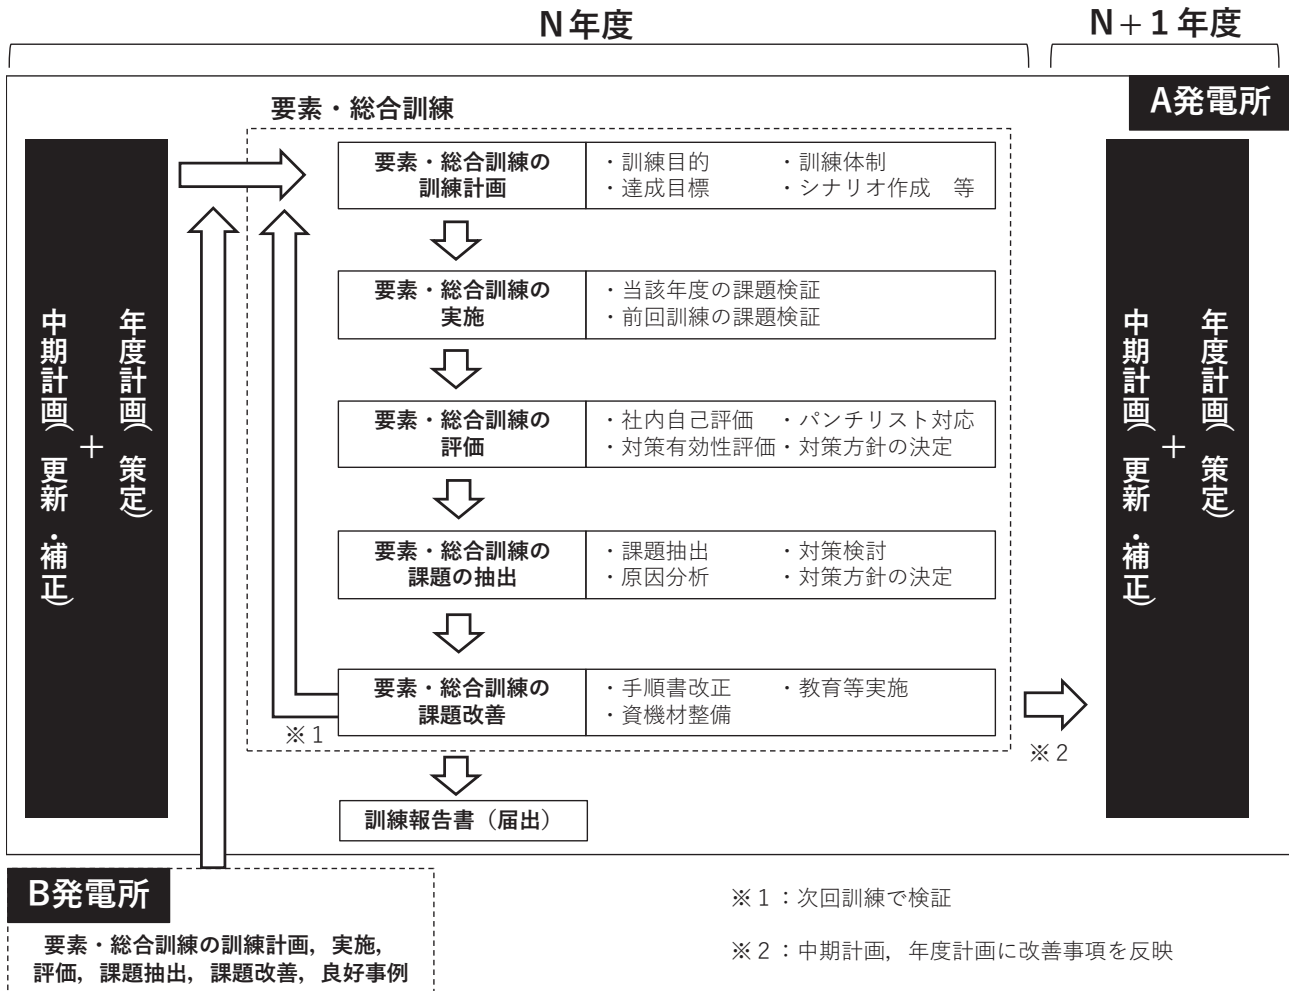 N年度
N＋1年度
A発電所
要素・総合訓練
中期計画（更新・補正）
＋
年度計画（策定）
要素・総合訓練の
訓練計画
・訓練目的　・訓練体制
・達成目標　・シナリオ作成　等
要素・総合訓練の
実施
・当該年度の課題検証
・前回訓練の課題検証
要素・総合訓練の
評価
・社内自己評価　・パンチリスト対応
・対策有効性評価・対策方針の決定
要素・総合訓練の
課題の抽出
・課題抽出　・対策検討
・原因分析　・対策方針の決定
要素・総合訓練の
課題改善
・手順書改正　・教育等実施
・資機材整備
※1
※2
訓練報告書（届出）
中期計画（更新・補正）
＋
年度計画（策定）
B発電所
要素・総合訓練の訓練計画，実施，
評価，課題抽出，課題改善，良好事例
※1：次回訓練で検証
※2：中期計画，年度計画に改善事項を反映